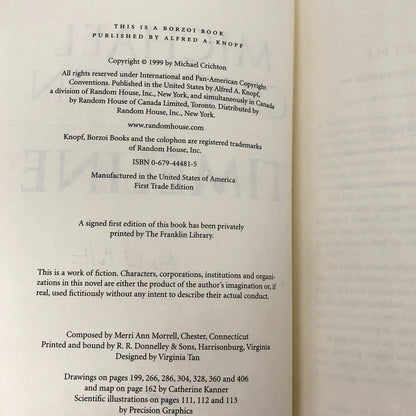 THIS IS A BORZOI BOOK
PUBLISHED BY ALFRED A. KNOPF
Copyright © 1999 by Michael Crichton
All rights reserved under International and Pan-American Copyright
Conventions. Published in the United States by Alfred A. Knopf,
a division of Random House, Inc., New York, and simultaneously in Canada
by Random House of Canada Limited, Toronto. Distributed by
Random House, Inc., New York.
www.randomhouse.com
Knopf, Borzoi Books and the colophon are registered trademarks
of Random House, Inc.
ISBN 0-679-44481-5
Manufactured in the United States of America
First Trade Edition
A signed first edition of this book has been privately
printed by The Franklin Library.
This is a work of fiction. Characters, corporations, institutions and organi-
zations in this novel are either the product of the author's imagination or, if
real, used fictitiously without any intent to describe their actual conduct.
Composed by Merri Ann Morrell, Chester, Connecticut
Printed and bound by R. R. Donnelley & Sons, Harrisonburg, Virginia
Designed by Virginia Tan
Drawings on pages 199, 266, 286, 304, 328, 360 and 406
and map on page 162 by Catherine Kanner
Scientific illustrations on pages 111, 112 and 113
by Precision Graphics